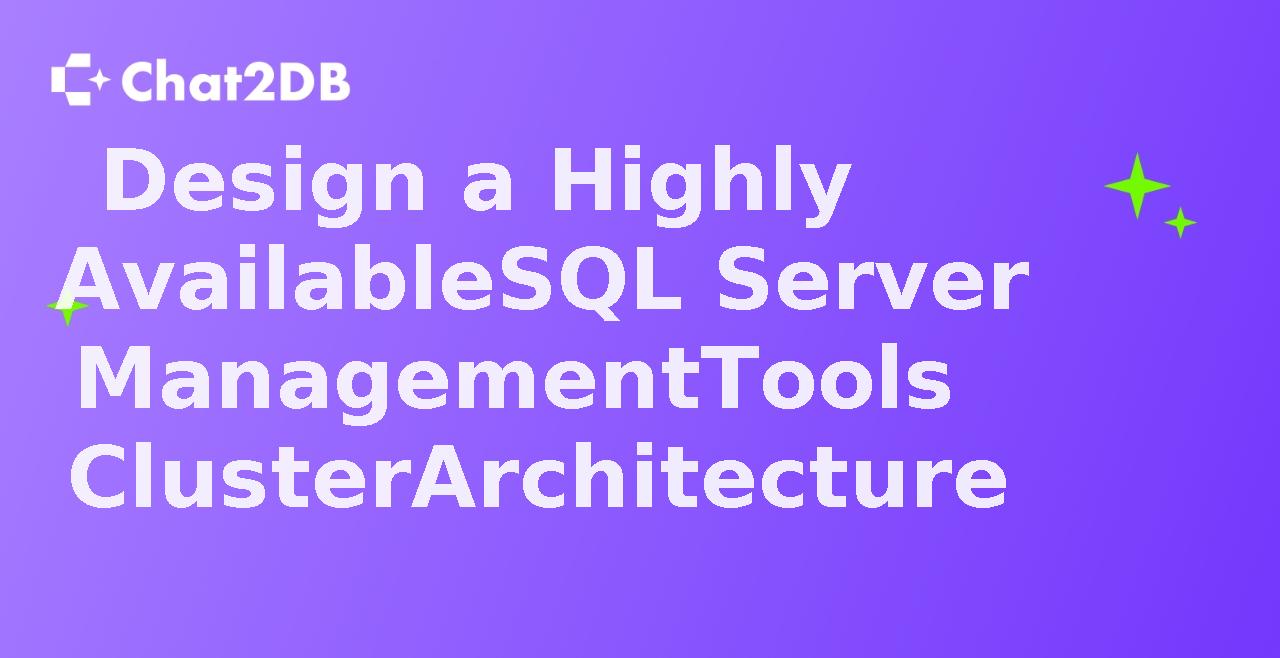 Chat2DB
Design a Highly
AvailableSQL Server
ManagementTools
ClusterArchitecture